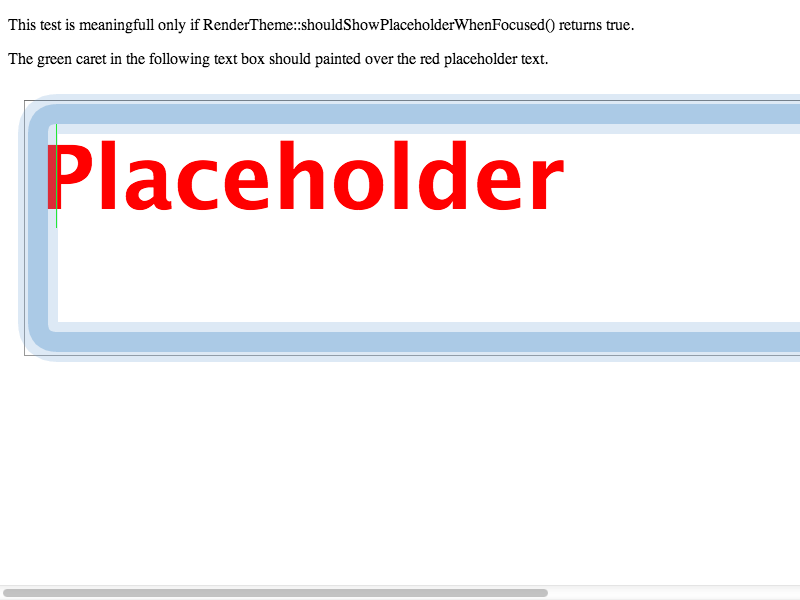 This test is meaningfull only if RenderTheme::shouldShowPlaceholderWhenFocused() returns true.
The green caret in the following text box should painted over the red placeholder text.
Placeholder